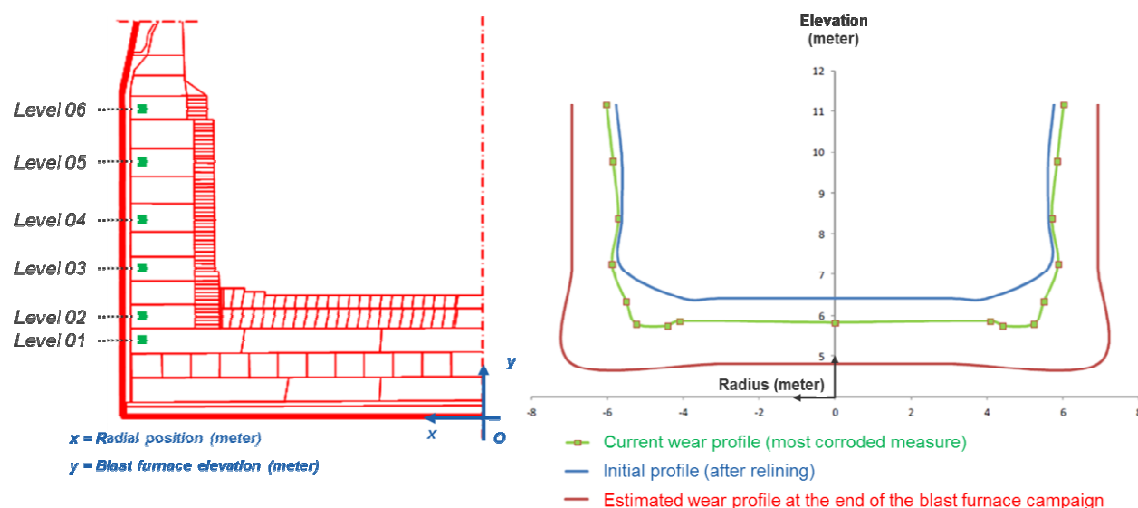 Level 06
Level 05
Level 04
Level 03
Level 02
Level 01
y
x
O
x = Radial position (meter)
y = Blast furnace elevation (meter)
Elevation
(meter)
12
11
10
9
8
7
6
5
Radius (meter)
-8
-6
-4
-2
0
2
4
6
8
Current wear profile (most corroded measure)
Initial profile (after relining)
Estimated wear profile at the end of the blast furnace campaign